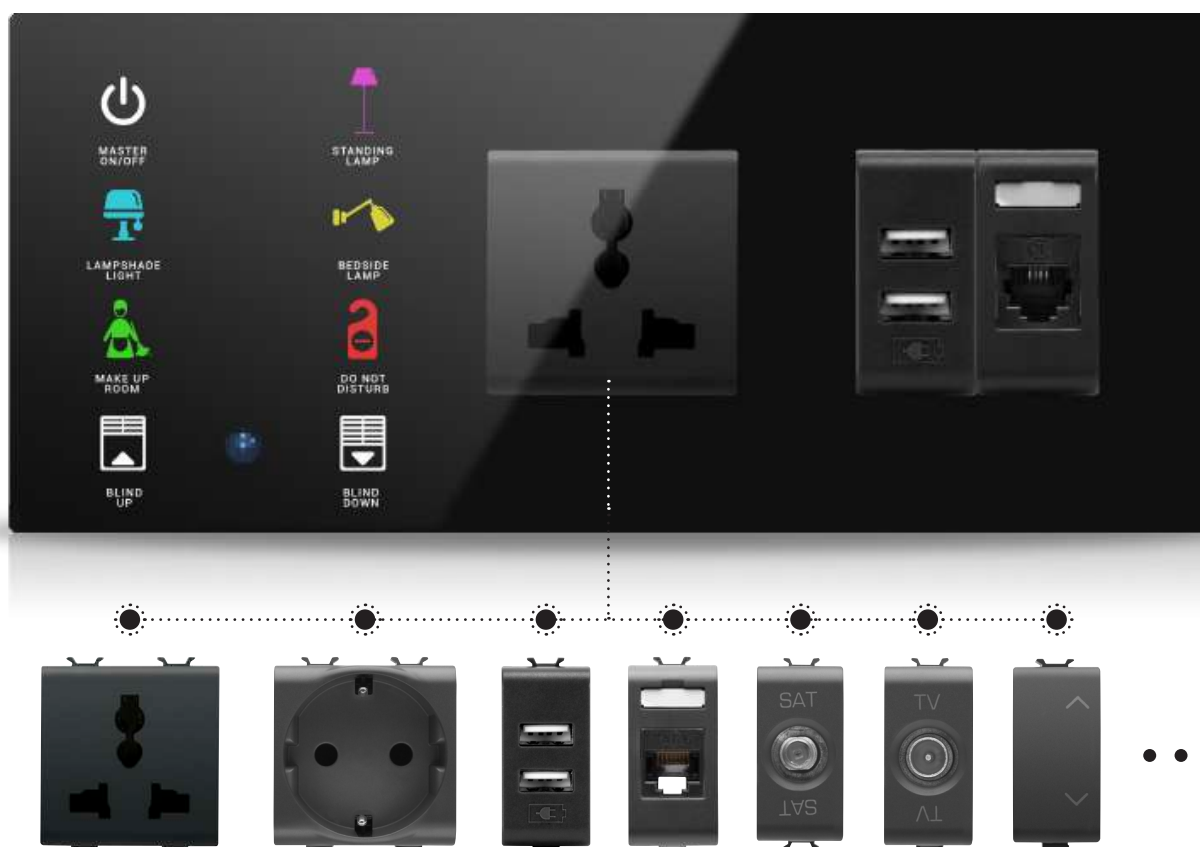 MASTER
ON/OFF
STANDING
LAMP
LAMPSHADE
LIGHT
BEDSIDE
LAMP
MAKE UP
ROOM
DO NOT
DISTURB
BLIND
UP
BLIND
DOWN
SAT
SAT
TV
TV